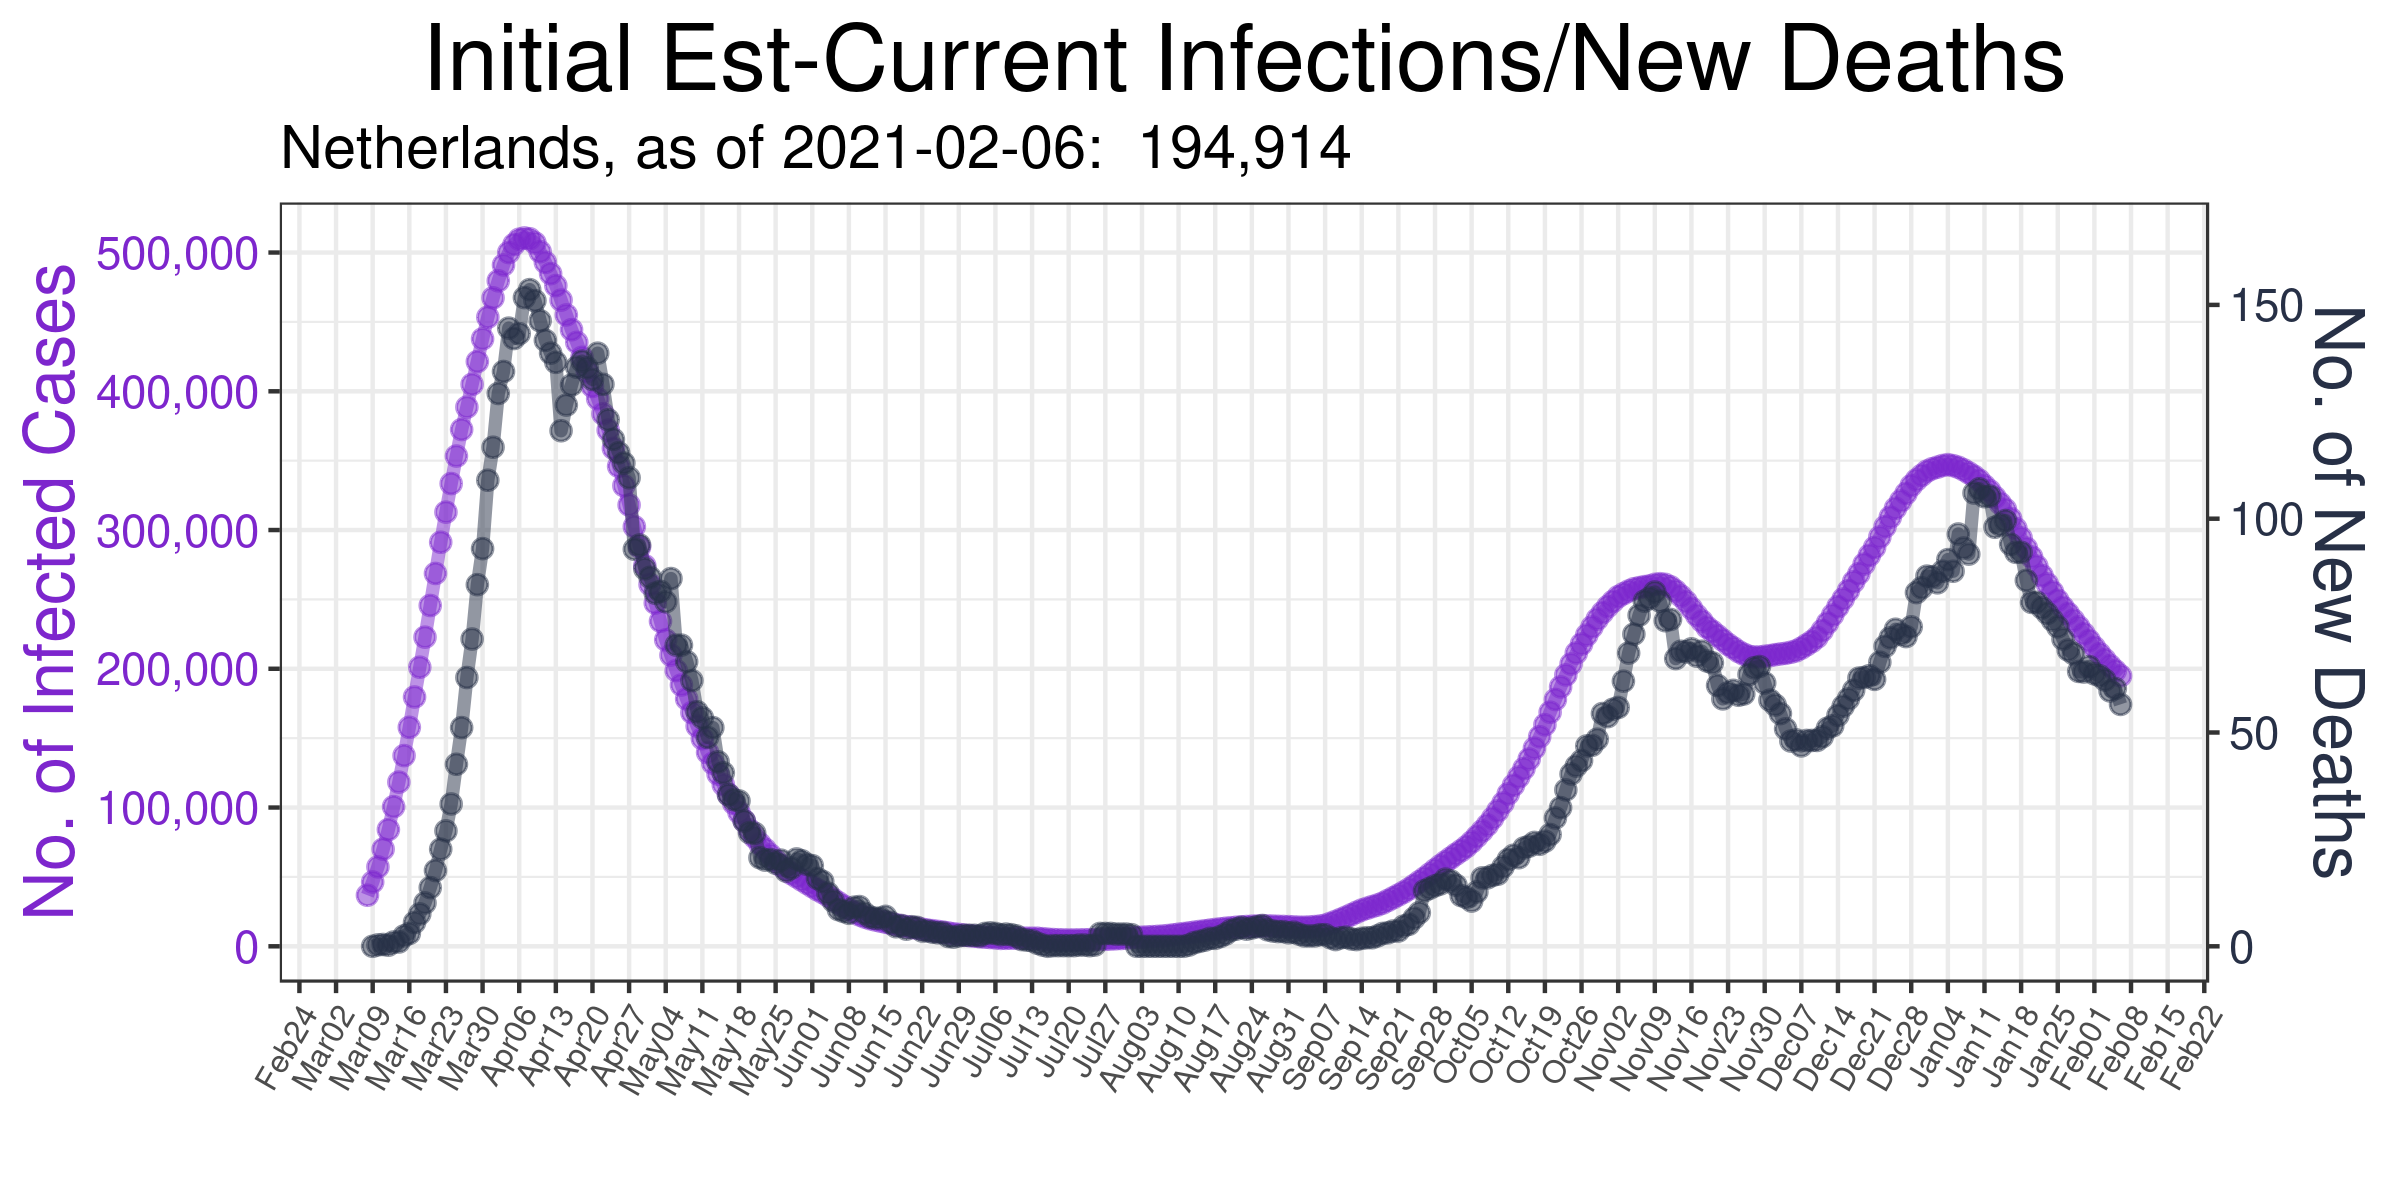 Initial Est-Current Infections/New Deaths
Netherlands, as of 2021-02-06:  194,914
No. of Infected Cases
500,000
400,000
300,000
200,000
100,000
0
150
100
50
0
No. of New Deaths
Feb24
Mar02
Mar09
Mar16
Mar23
Mar30
Apr06
Apr13
Apr20
Apr27
May04
May11
May18
May25
Jun01
Jun08
Jun15
Jun22
Jun29
Jul06
Jul13
Jul20
Jul27
Aug03
Aug10
Aug17
Aug24
Aug31
Sep07
Sep14
Sep21
Sep28
Oct05
Oct12
Oct19
Oct26
Nov02
Nov09
Nov16
Nov23
Nov30
Dec07
Dec14
Dec21
Dec28
Jan04
Jan11
Jan18
Jan25
Feb01
Feb08
Feb15
Feb22